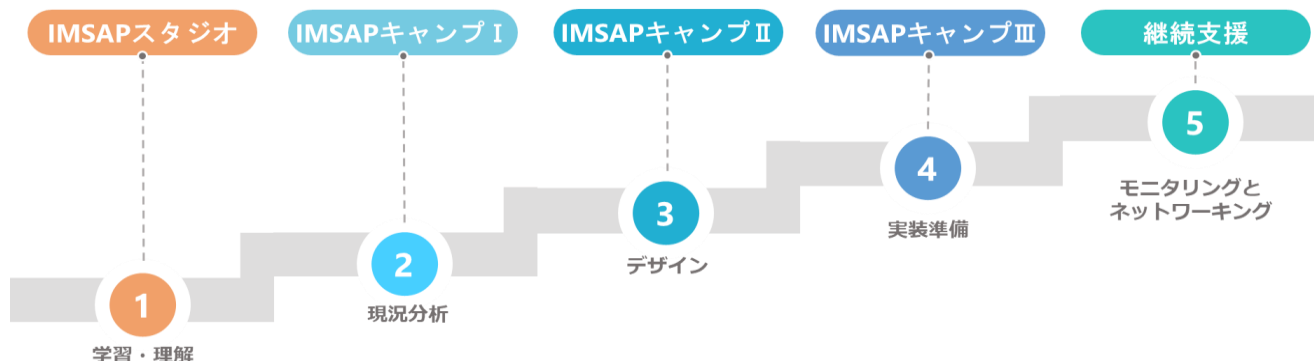 IMSAPスタジオ
IMSAPキャンプⅠ
IMSAPキャンプⅡ
IMSAPキャンプⅢ
継続支援
1
学習・理解
2
現況分析
3
デザイン
4
実装準備
5
モニタリングと
ネットワーキング